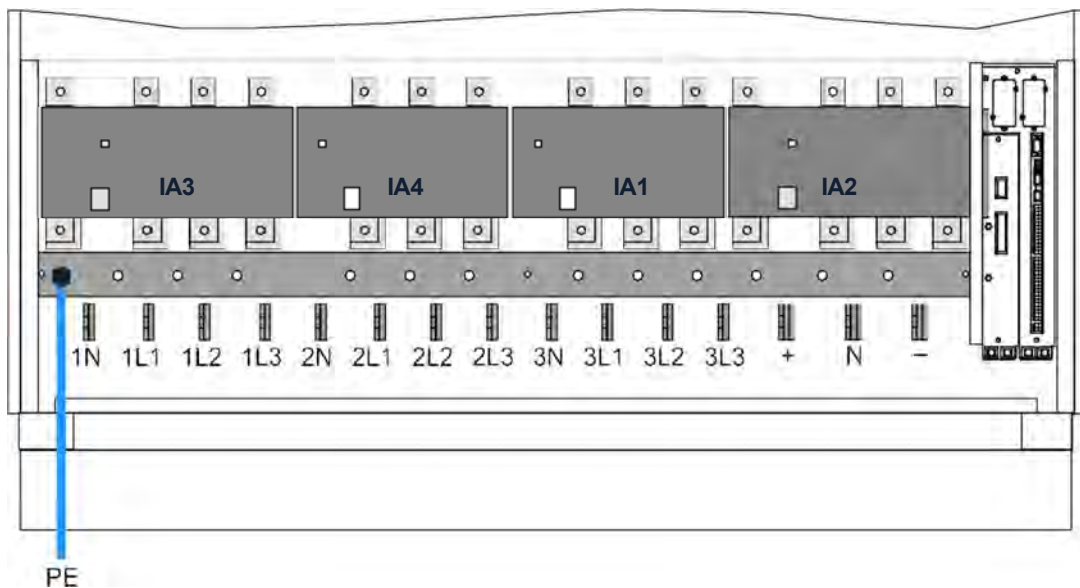 IA3 IA4 IA1 IA2
1N 1L1 1L2 1L3 2N 2L1 2L2 2L3 3N 3L1 3L2 3L3 + N −
PE